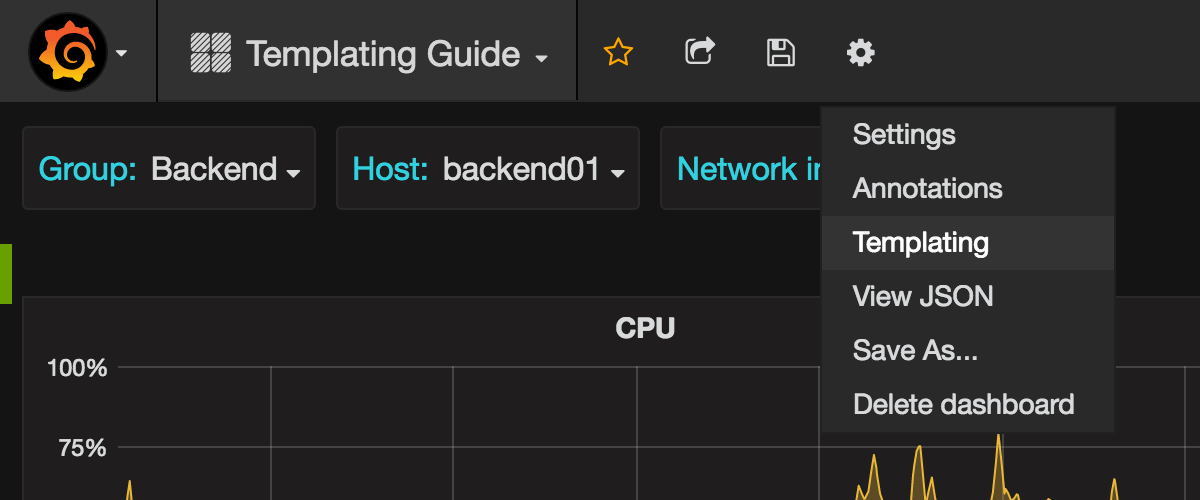 Templating Guide
Group: Backend
Host: backend01
Network
Settings
Annotations
Templating
View JSON
Save As...
Delete dashboard
CPU
100%
75%